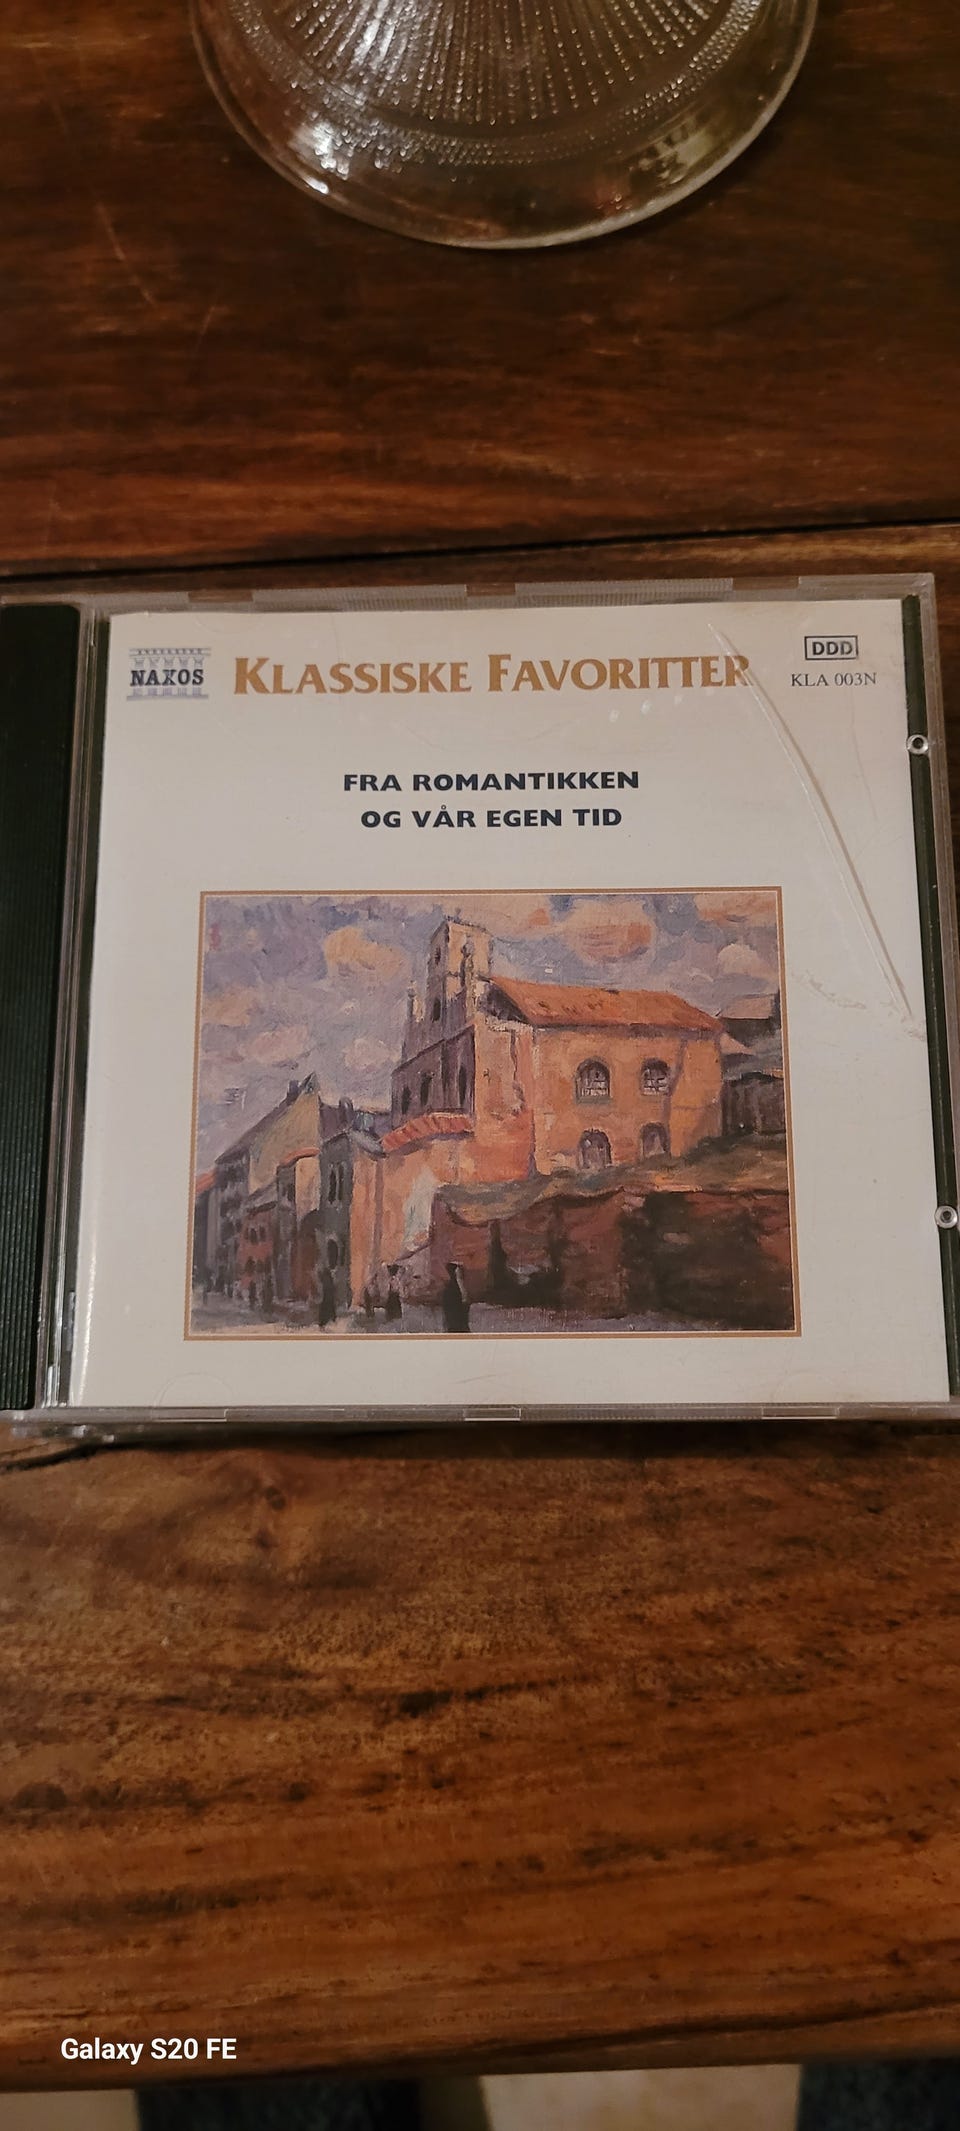 NAXOS
KLASSISKE FAVORITTER
DDD
KLA 003N
FRA ROMANTIKKEN
OG VÅR EGEN TID
Galaxy S20 FE